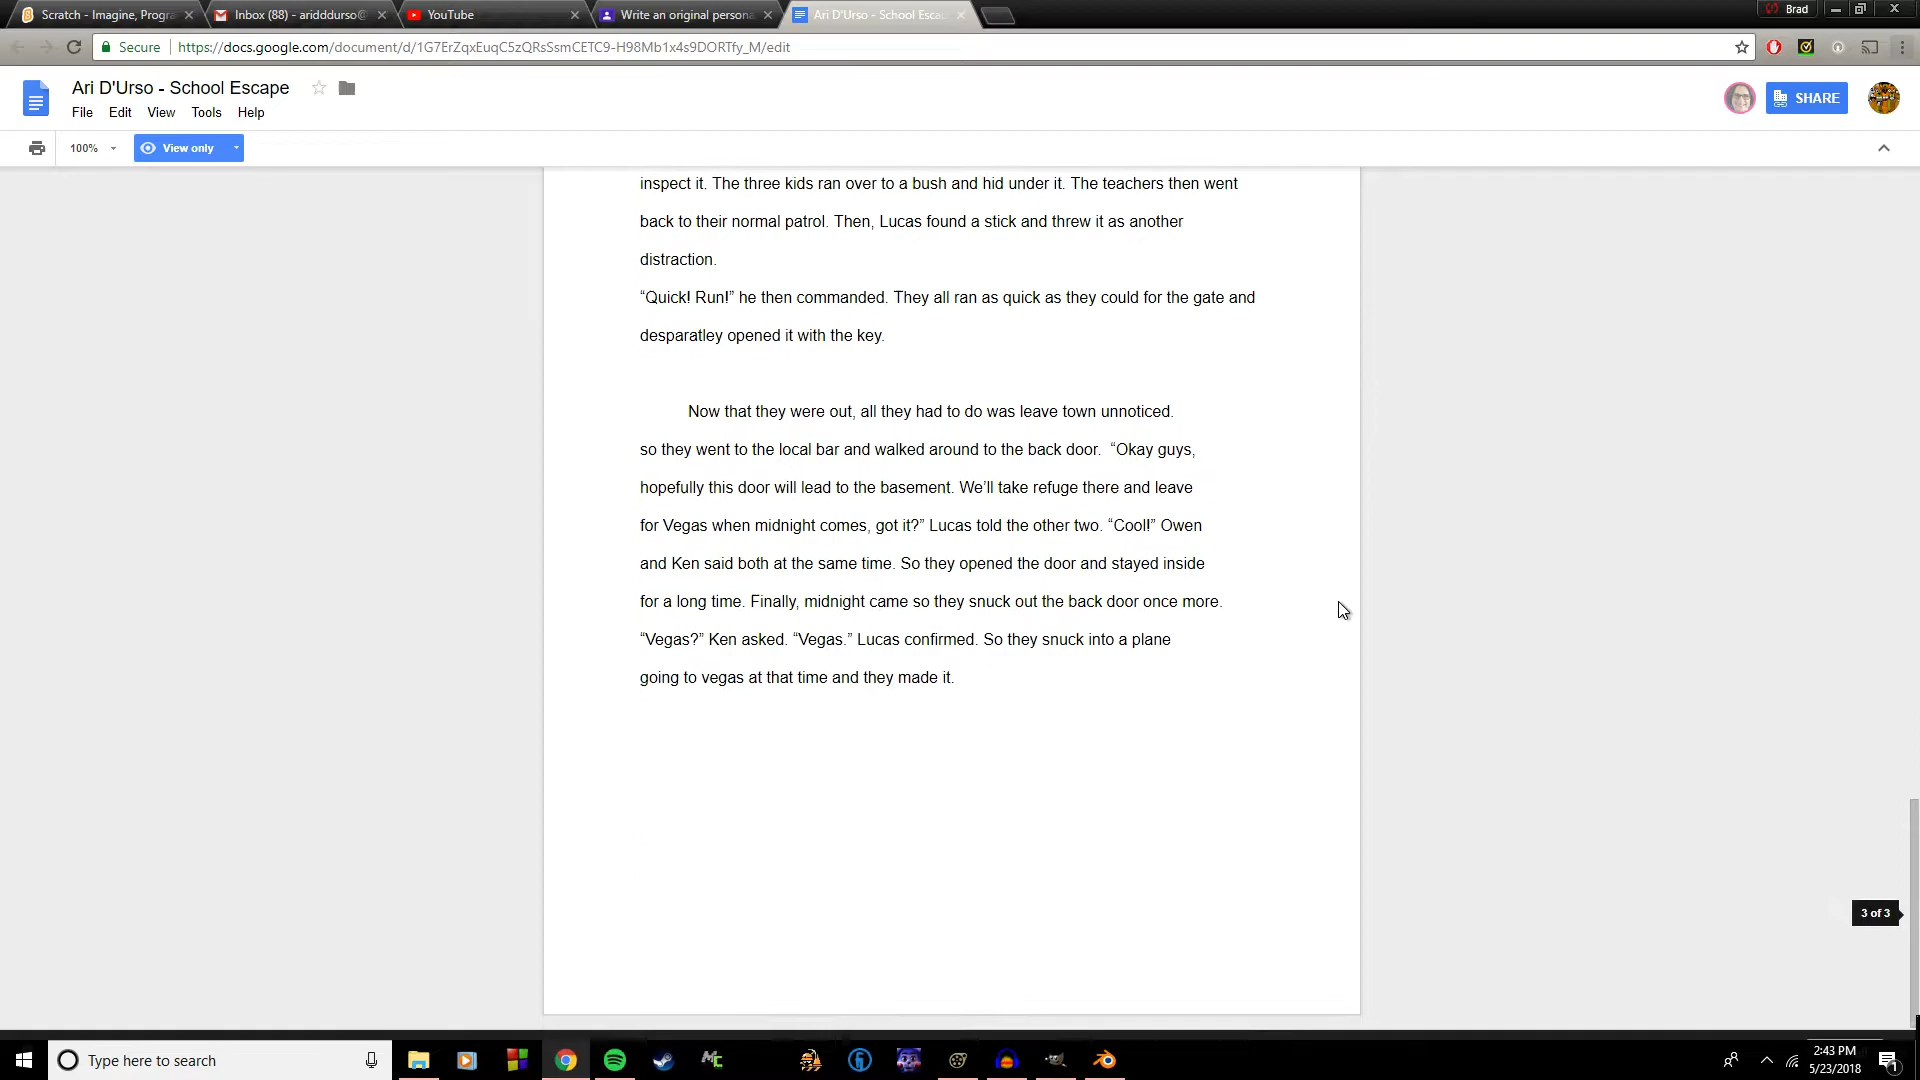 Scratch - Imagine, Progra
Inbox (88) - aridddurso@
YouTube
Write an original persona
Ari D'Urso - School Esca
Brad
Secure
https://docs.google.com/document/d/1G7ErZqxEuqC5zQRsSsmCETC9-H98Mb1x4s9DORTfy_M/edit
Ari D'Urso - School Escape
File Edit View Tools Help
SHARE
100%
View only
inspect it. The three kids ran over to a bush and hid under it. The teachers then went
back to their normal patrol. Then, Lucas found a stick and threw it as another
distraction.
“Quick! Run!” he then commanded. They all ran as quick as they could for the gate and
desparatley opened it with the key.
Now that they were out, all they had to do was leave town unnoticed.
so they went to the local bar and walked around to the back door.  “Okay guys,
hopefully this door will lead to the basement. We’ll take refuge there and leave
for Vegas when midnight comes, got it?” Lucas told the other two. “Cool!” Owen
and Ken said both at the same time. So they opened the door and stayed inside
for a long time. Finally, midnight came so they snuck out the back door once more.
“Vegas?” Ken asked. “Vegas.” Lucas confirmed. So they snuck into a plane
going to vegas at that time and they made it.
3 of 3
Type here to search
2:43 PM
5/23/2018
1